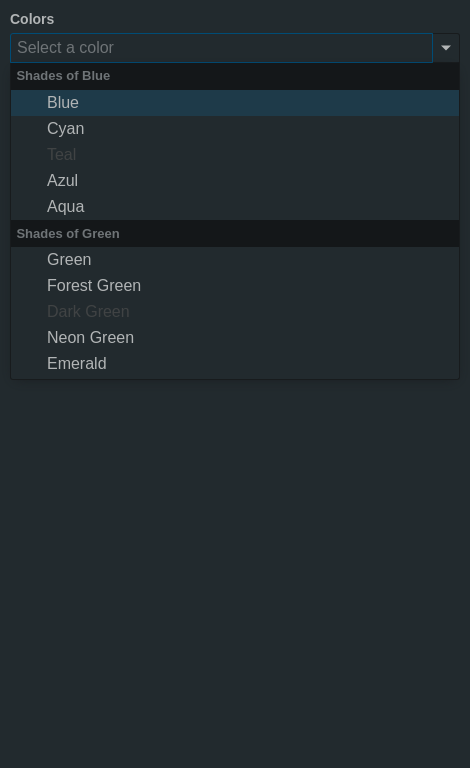 Colors
Select a color
Shades of Blue
Blue
Cyan
Teal
Azul
Aqua
Shades of Green
Green
Forest Green
Dark Green
Neon Green
Emerald